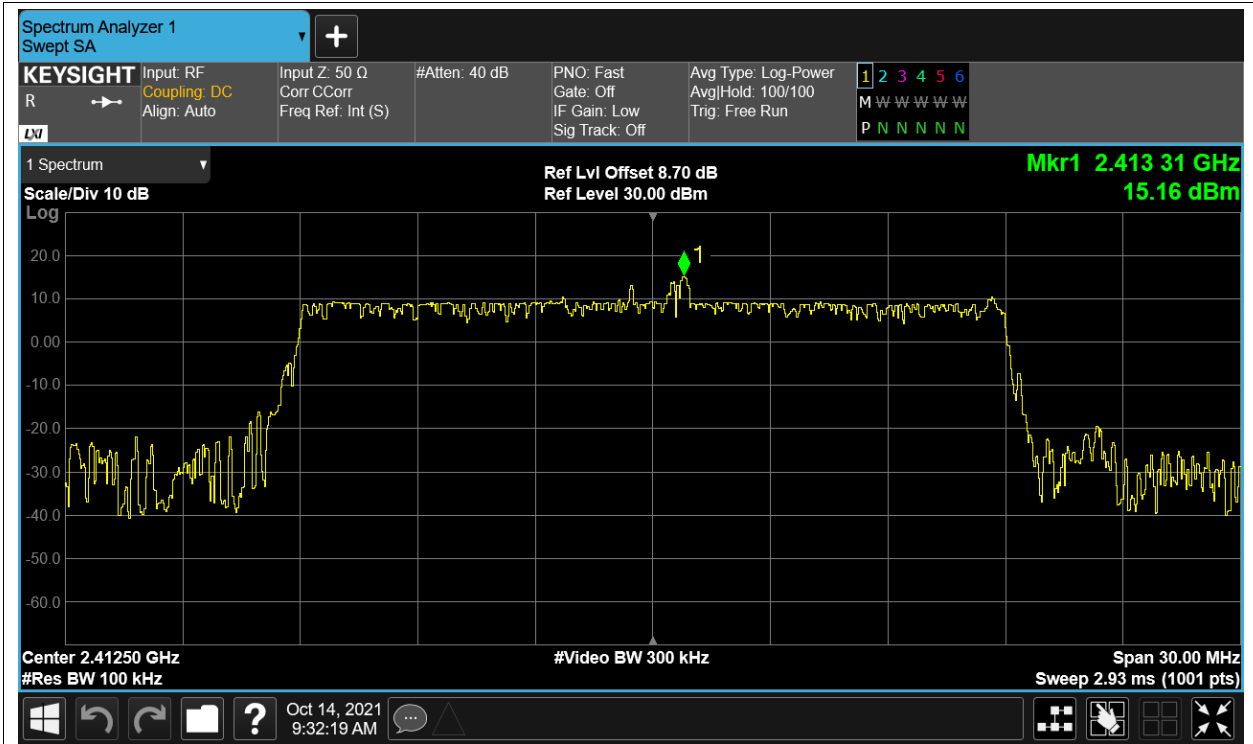 Spectrum Analyzer 1
Swept SA
+
KEYSIGHT
R
LXI
Input: RF
Coupling: DC
Align: Auto
Input Z: 50 Ω
Corr CCorr
Freq Ref: Int (S)
#Atten: 40 dB
PNO: Fast
Gate: Off
IF Gain: Low
Sig Track: Off
Avg Type: Log-Power
Avg|Hold: 100/100
Trig: Free Run
1 2 3 4 5 6
M W W W W W
P N N N N N
1 Spectrum
Scale/Div 10 dB
Log
Ref Lvl Offset 8.70 dB
Ref Level 30.00 dBm
Mkr1 2.413 31 GHz
15.16 dBm
1
20.0
10.0
0.00
-10.0
-20.0
-30.0
-40.0
-50.0
-60.0
Center 2.41250 GHz
#Res BW 100 kHz
#Video BW 300 kHz
Span 30.00 MHz
Sweep 2.93 ms (1001 pts)
?
Oct 14, 2021
9:32:19 AM